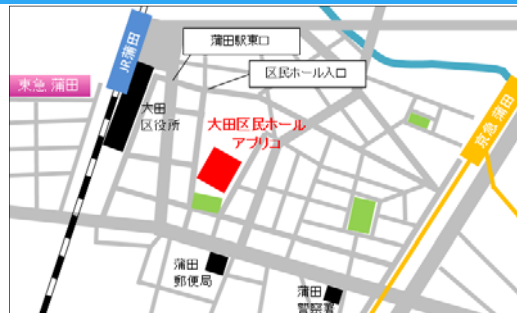 蒲田駅東口
JR蒲田
区民ホール入口
東急 蒲田
大田
区役所
大田区民ホール
アプリコ
京急 蒲田
蒲田
郵便局
蒲田
警察署